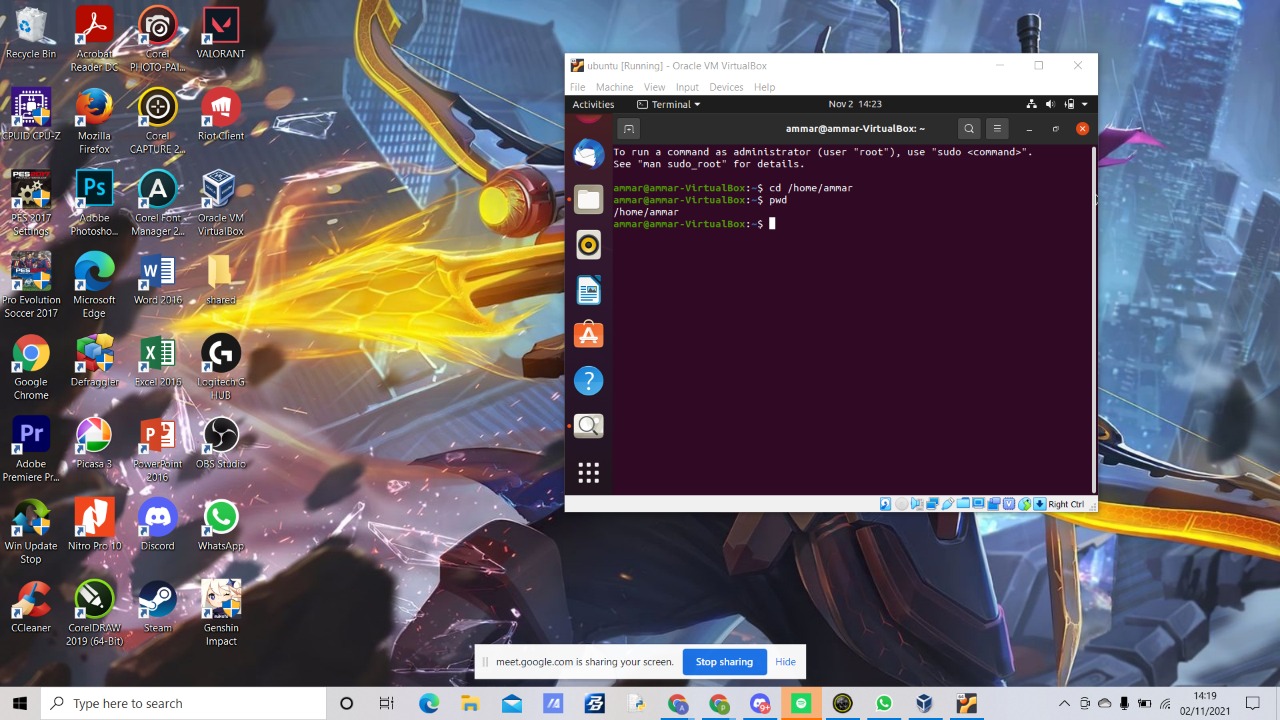 Recycle Bin
Acrobat
Reader DC
Corel
PHOTO-PAI...
VALORANT
CPUID CPU-Z
Mozilla
Firefox
Corel
CAPTURE 2...
Riot Client
PES 2017
Settings
Adobe
Photosho...
Corel Font
Manager 2...
Oracle VM
VirtualBox
Pro Evolution
Soccer 2017
Microsoft
Edge
Word 2016
shared
Google
Chrome
Defraggler
Excel 2016
Logitech G
HUB
Adobe
Premiere Pr...
Picasa 3
PowerPoint
2016
OBS Studio
Win Update
Stop
Nitro Pro 10
Discord
WhatsApp
CCleaner
CorelDRAW
2019 (64-Bit)
Steam
Genshin
Impact
ubuntu [Running] - Oracle VM VirtualBox
File Machine View Input Devices Help
Activities Terminal Nov 2 14:23
ammar@ammar-VirtualBox: ~
To run a command as administrator (user "root"), use "sudo <command>".
See "man sudo_root" for details.
ammar@ammar-VirtualBox:~$ cd /home/ammar
ammar@ammar-VirtualBox:~$ pwd
/home/ammar
ammar@ammar-VirtualBox:~$
Right Ctrl
meet.google.com is sharing your screen. Stop sharing Hide
Type here to search
14:19
02/11/2021